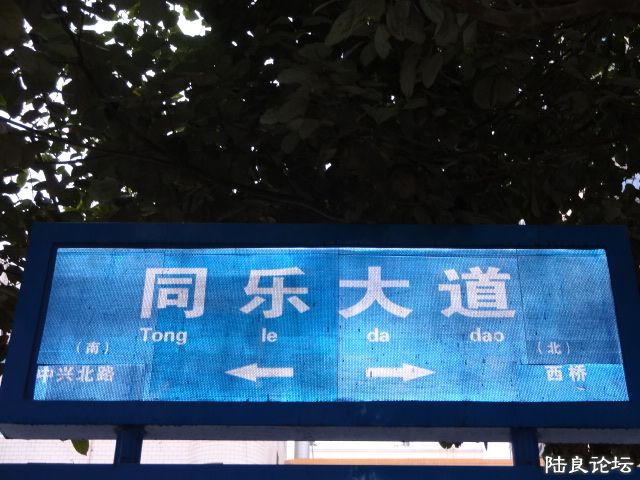 同乐大道
Tong le da dao
（南） （北）
中兴北路 ← → 西桥
陆良论坛